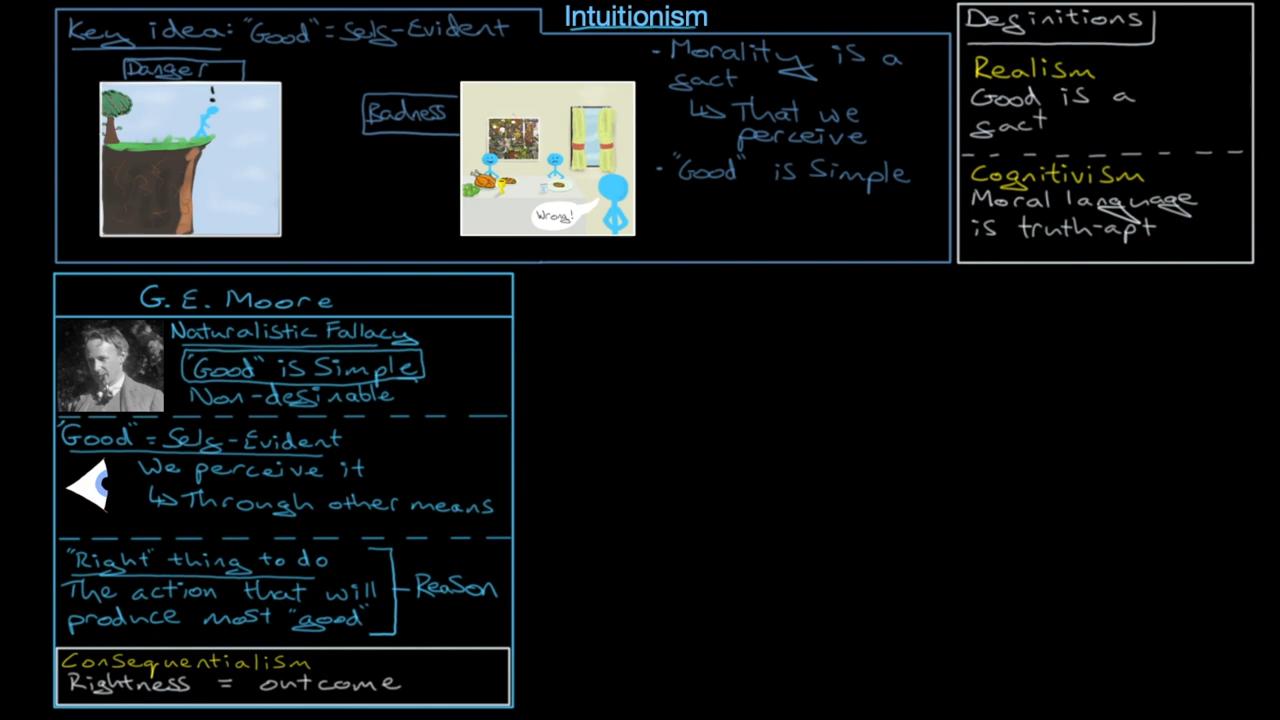 Intuitionism
Key idea: "Good" = Self-Evident
Danger
!
Badness
Wrong!
- Morality is a
fact
↳ That we
perceive
- "Good" is Simple
Definitions
Realism
Good is a
fact
Cognitivism
Moral language
is truth-apt
G. E. Moore
Naturalistic Fallacy
"Good" is Simple
Non-definable
"Good" = Self-Evident
We perceive it
↳ Through other means
"Right" thing to do
The action that will
produce most "good"
Reason
Consequentialism
Rightness = outcome